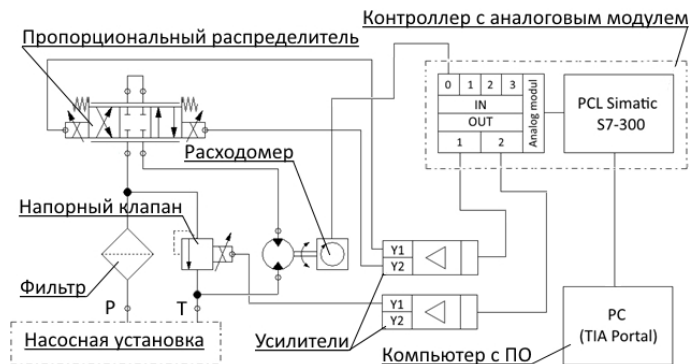 Контроллер с аналоговым модулем
Пропорциональный распределитель
0 1 2 3
IN
OUT
1 2
Analog modul
PCL Simatic
S7-300
Расходомер
Напорный клапан
Фильтр
P
T
Y1
Y2
Y1
Y2
Насосная установка
Усилители
PC
(TIA Portal)
Компьютер с ПО